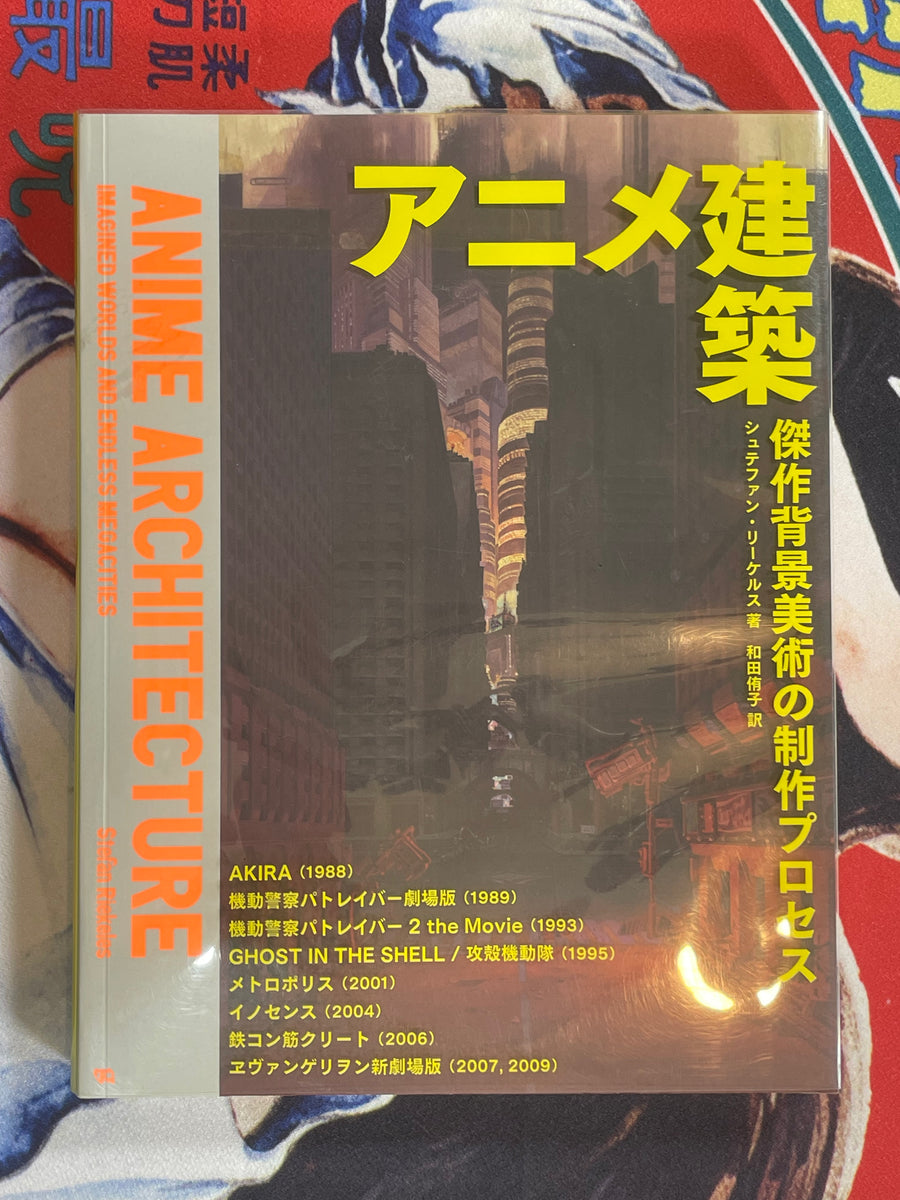 アニメ建築
傑作背景美術の制作プロセス
シュテファン・リーケルス 著 和田侑子 訳
ANIME ARCHITECTURE
IMAGINED WORLDS AND ENDLESS MEGACITIES
Stefan Riekeles
AKIRA (1988)
機動警察パトレイバー劇場版 (1989)
機動警察パトレイバー 2 the Movie (1993)
GHOST IN THE SHELL / 攻殻機動隊 (1995)
メトロポリス (2001)
イノセンス (2004)
鉄コン筋クリート (2006)
ヱヴァンゲリヲン新劇場版 (2007, 2009)
柔肌
最